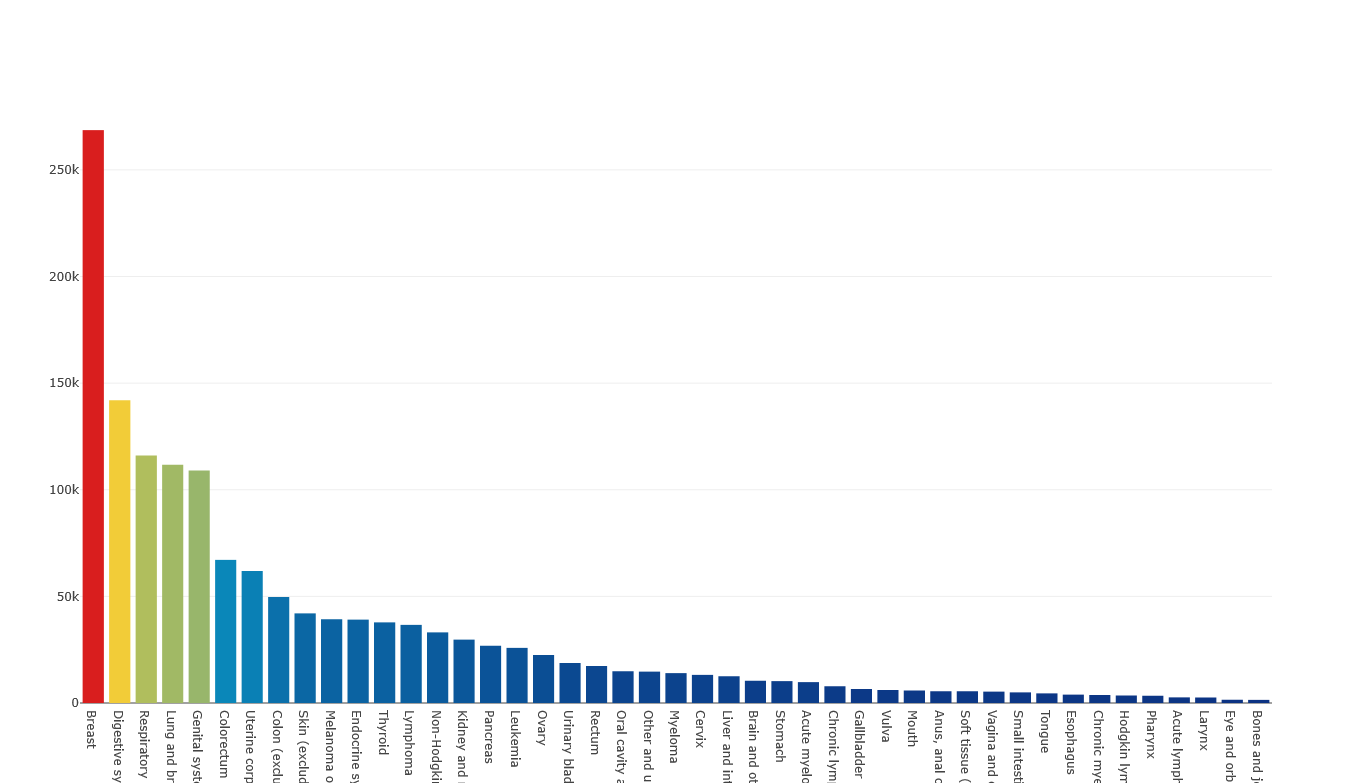 250k
200k
150k
100k
50k
0
Breast
Digestive sy
Respiratory
Lung and br
Genital syst
Colorectum
Uterine corp
Colon (exclu
Skin (exclud
Melanoma o
Endocrine sy
Thyroid
Lymphoma
Non-Hodgki
Kidney and
Pancreas
Leukemia
Ovary
Urinary blad
Rectum
Oral cavity a
Other and u
Myeloma
Cervix
Liver and int
Brain and ot
Stomach
Acute myelo
Chronic lym
Gallbladder
Vulva
Mouth
Anus, anal c
Soft tissue (
Vagina and
Small intesti
Tongue
Esophagus
Chronic mye
Hodgkin lym
Pharynx
Acute lymph
Larynx
Eye and orb
Bones and jo